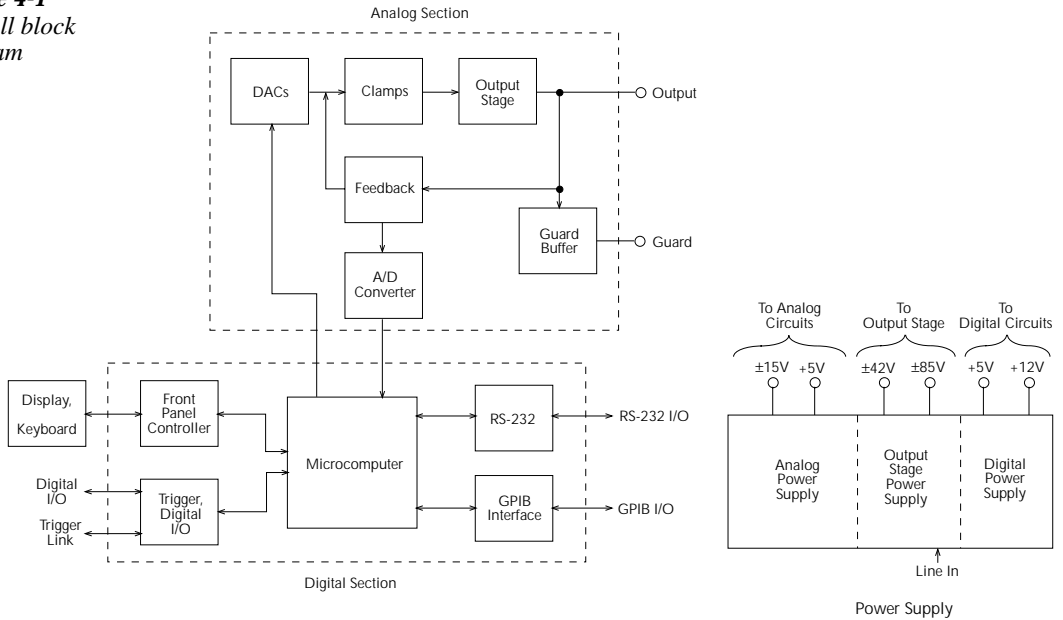 4-1
block
Analog Section
DACs
Clamps
Output
Stage
Output
Feedback
Guard
Buffer
Guard
A/D
Converter
To Analog
Circuits
To
Output Stage
To
Digital Circuits
±15V
+5V
±42V
±85V
+5V
+12V
Display,
Keyboard
Front
Panel
Controller
RS-232
RS-232 I/O
Microcomputer
Analog
Power
Supply
Output
Stage
Power
Supply
Digital
Power
Supply
Digital
I/O
Trigger
Link
Trigger,
Digital
I/O
GPIB
Interface
GPIB I/O
Line In
Digital Section
Power Supply